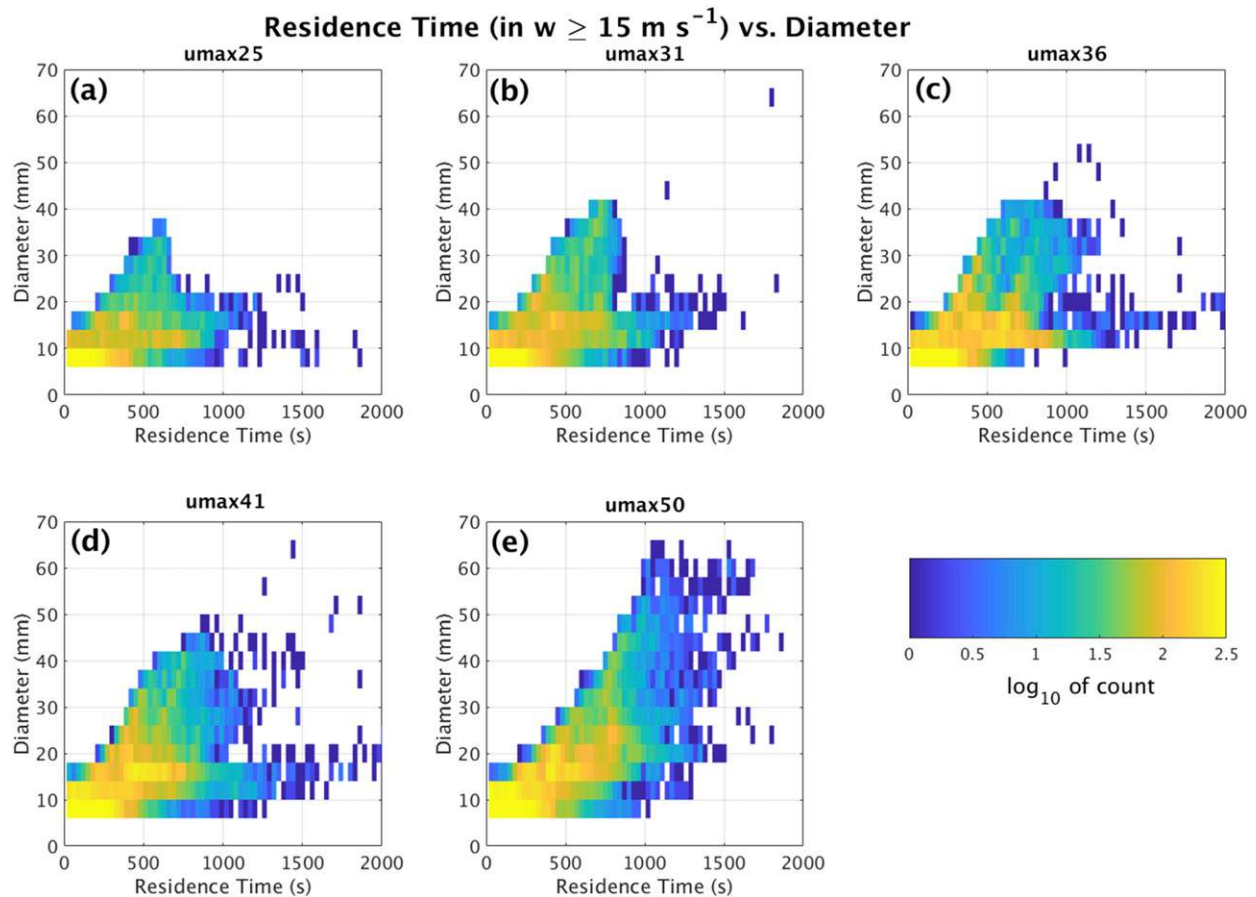 Residence Time (in w ≥ 15 m s⁻¹) vs. Diameter
umax25
(a)
Diameter (mm)
70
60
50
40
30
20
10
0
0 500 1000 1500 2000
Residence Time (s)
umax31
(b)
Diameter (mm)
70
60
50
40
30
20
10
0
0 500 1000 1500 2000
Residence Time (s)
umax36
(c)
Diameter (mm)
70
60
50
40
30
20
10
0
0 500 1000 1500 2000
Residence Time (s)
umax41
(d)
Diameter (mm)
70
60
50
40
30
20
10
0
0 500 1000 1500 2000
Residence Time (s)
umax50
(e)
Diameter (mm)
70
60
50
40
30
20
10
0
0 500 1000 1500 2000
Residence Time (s)
0 0.5 1 1.5 2 2.5
log₁₀ of count